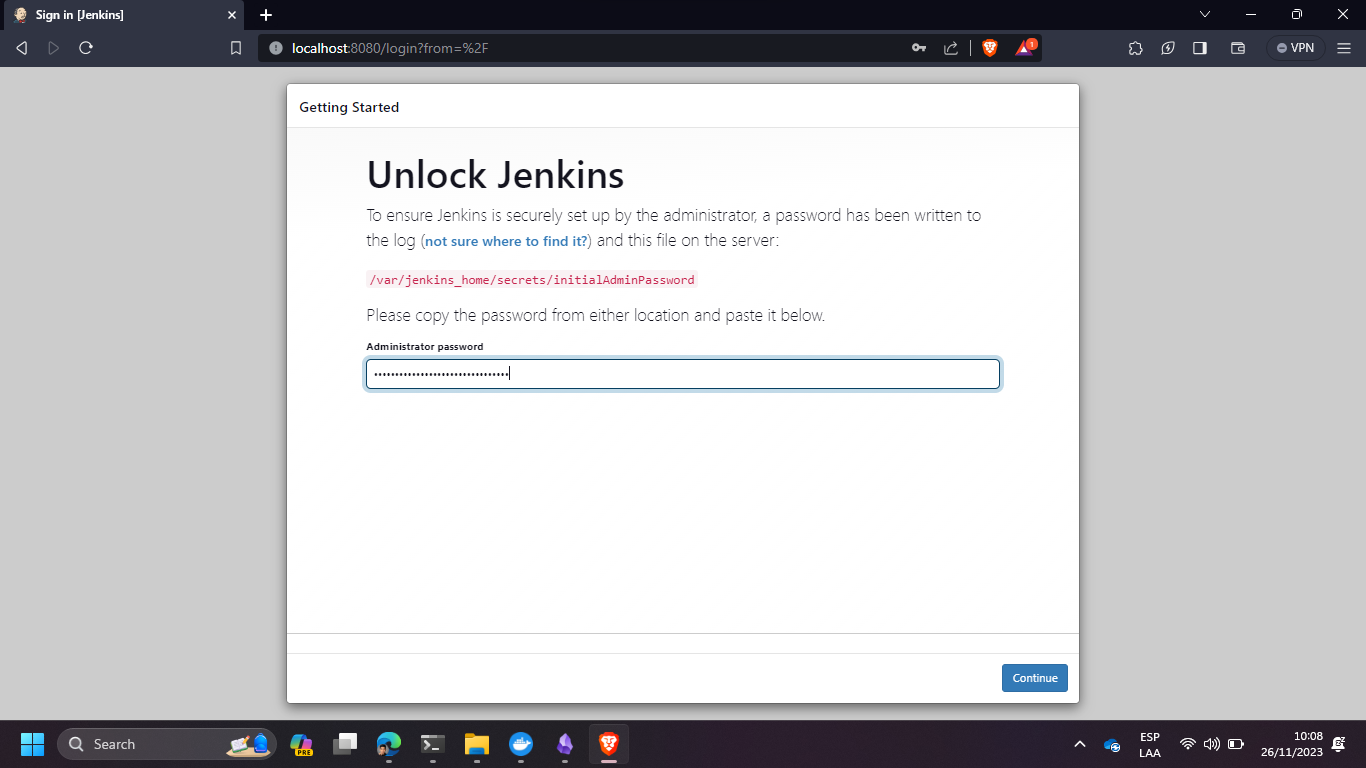 Sign in [Jenkins]
localhost:8080/login?from=%2F
1
VPN
Getting Started
Unlock Jenkins
To ensure Jenkins is securely set up by the administrator, a password has been written to
the log (not sure where to find it?) and this file on the server:
/var/jenkins_home/secrets/initialAdminPassword
Please copy the password from either location and paste it below.
Administrator password
••••••••••••••••••••••••••••••••
Continue
Search
PRE
ESP
LAA
10:08
26/11/2023